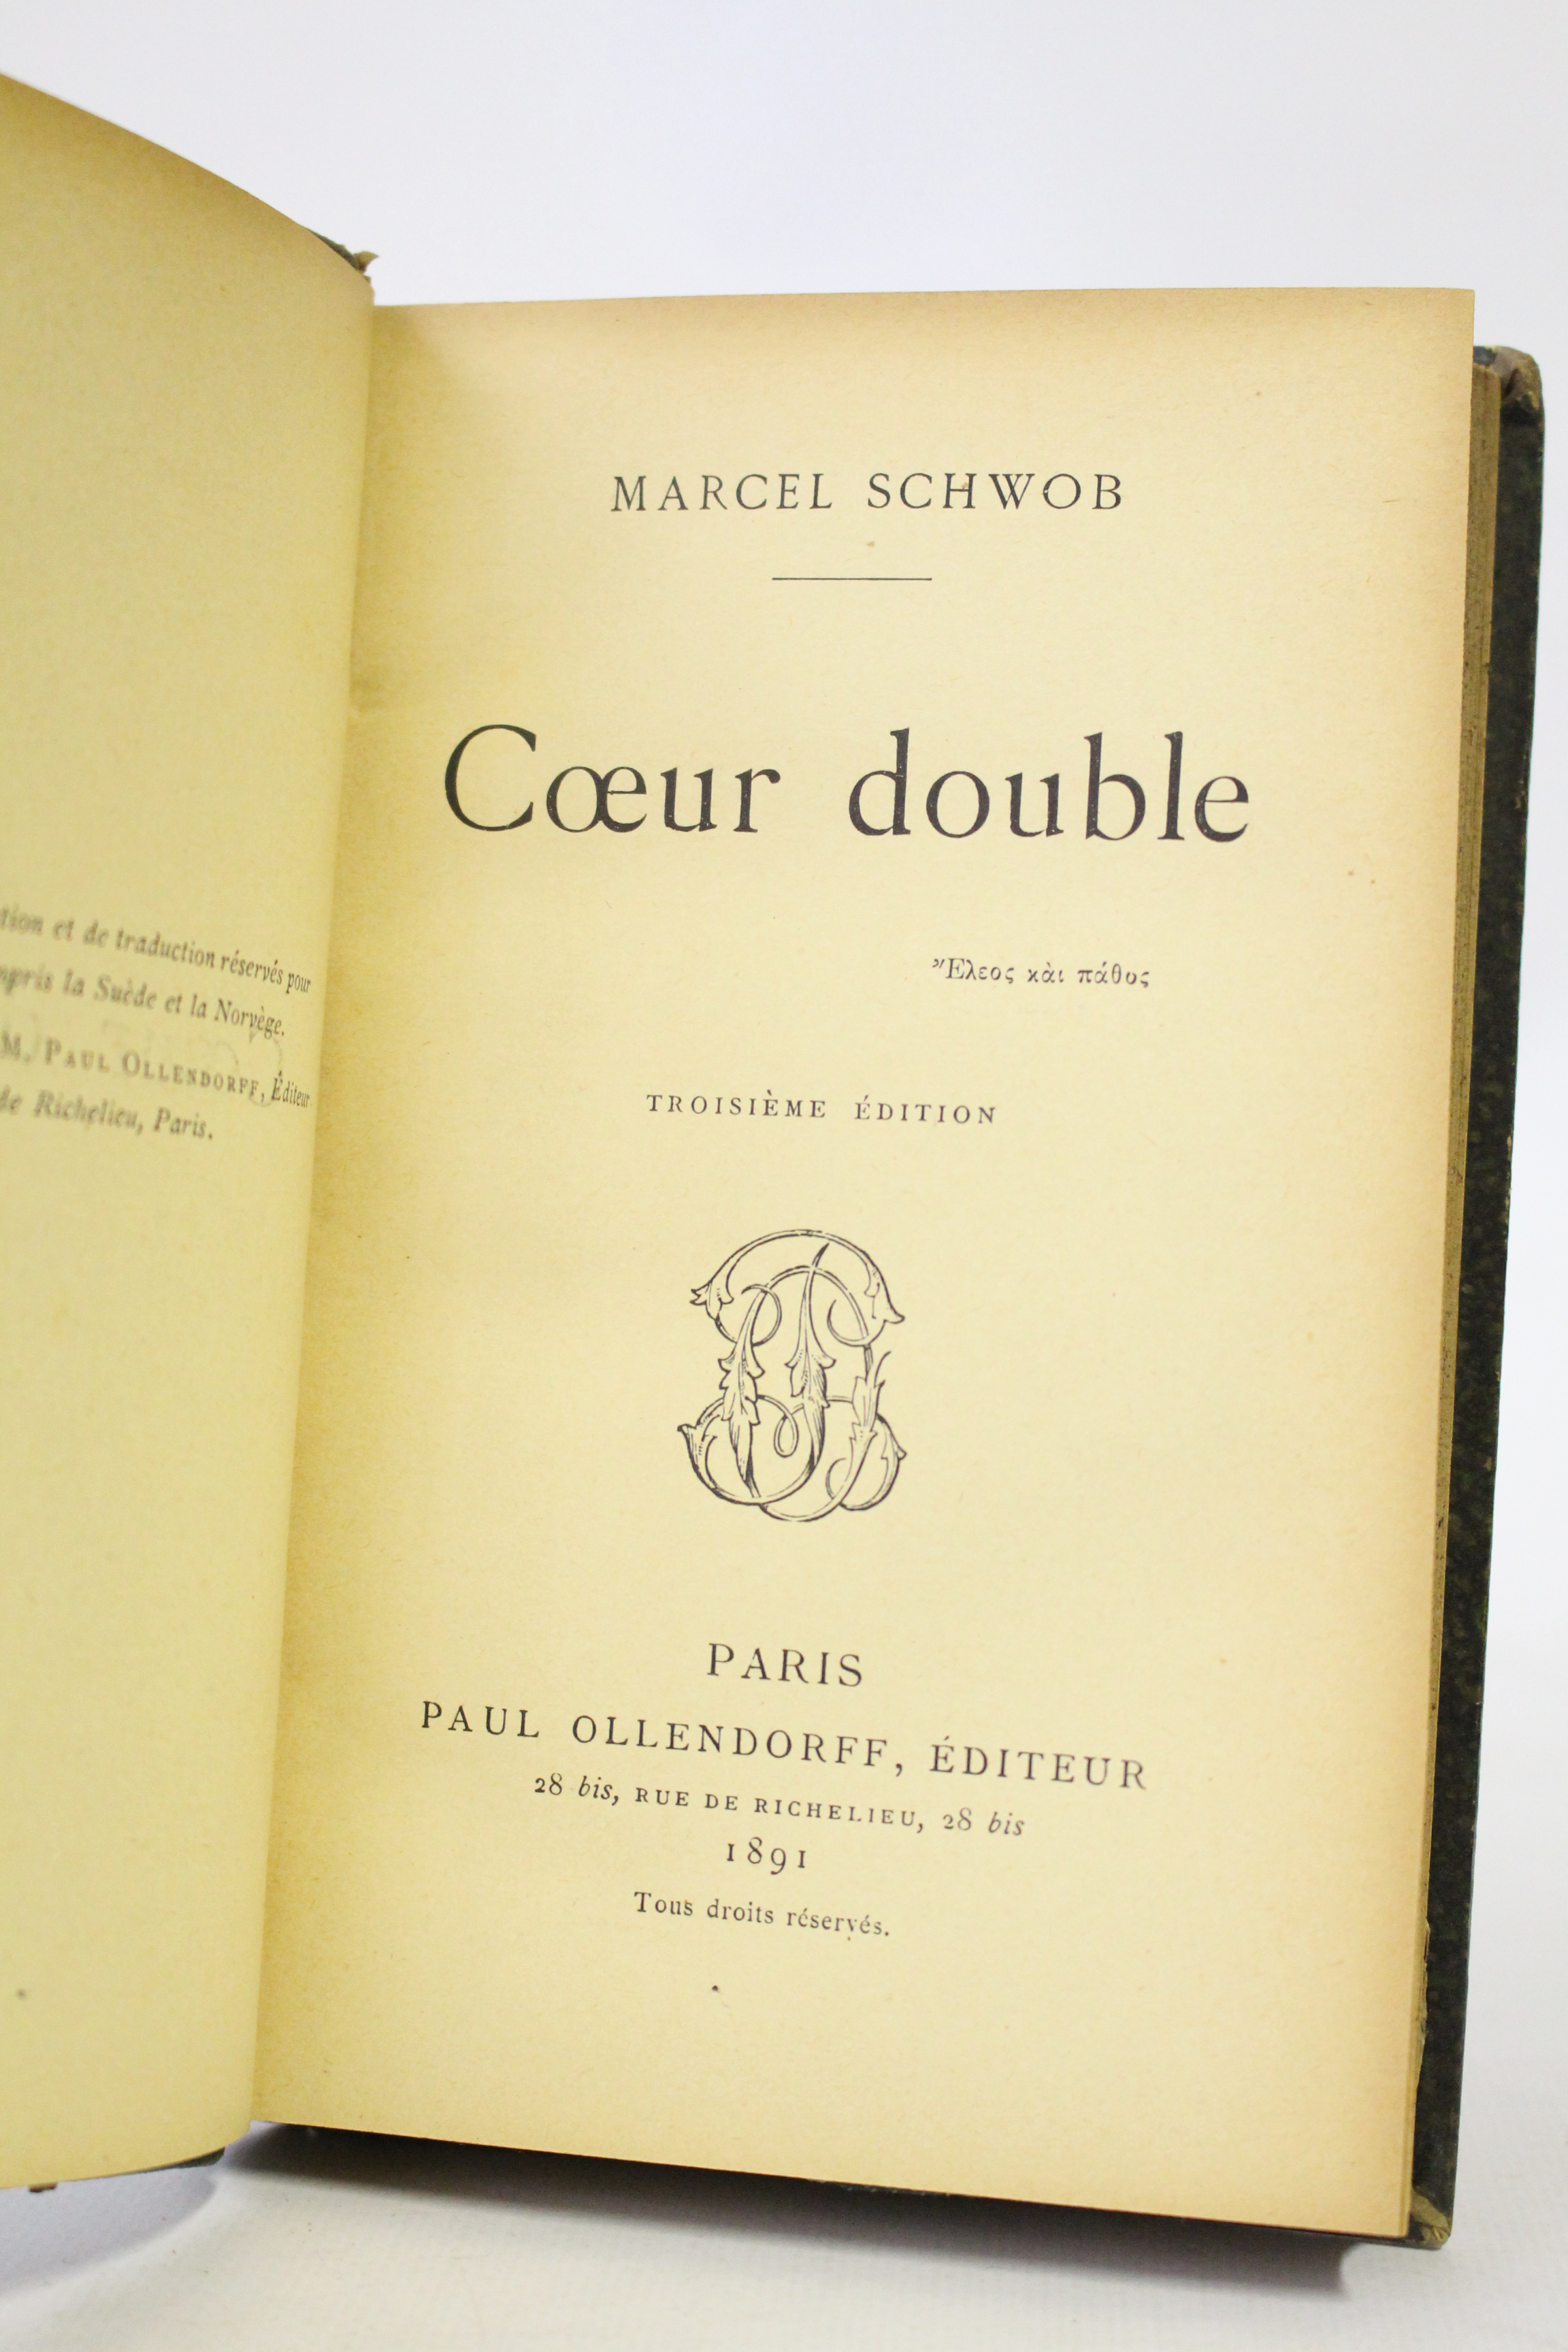 tion et de traduction réservés pour
mpris la Suède et la Norvège.
M. PAUL OLLENDORFF, Éditeur
de Richelieu, Paris.
MARCEL SCHWOB
Cœur double
Ἔλεος κὰι πάθος
TROISIÈME ÉDITION
PARIS
PAUL OLLENDORFF, ÉDITEUR
28 bis, RUE DE RICHELIEU, 28 bis
1891
Tous droits réservés.